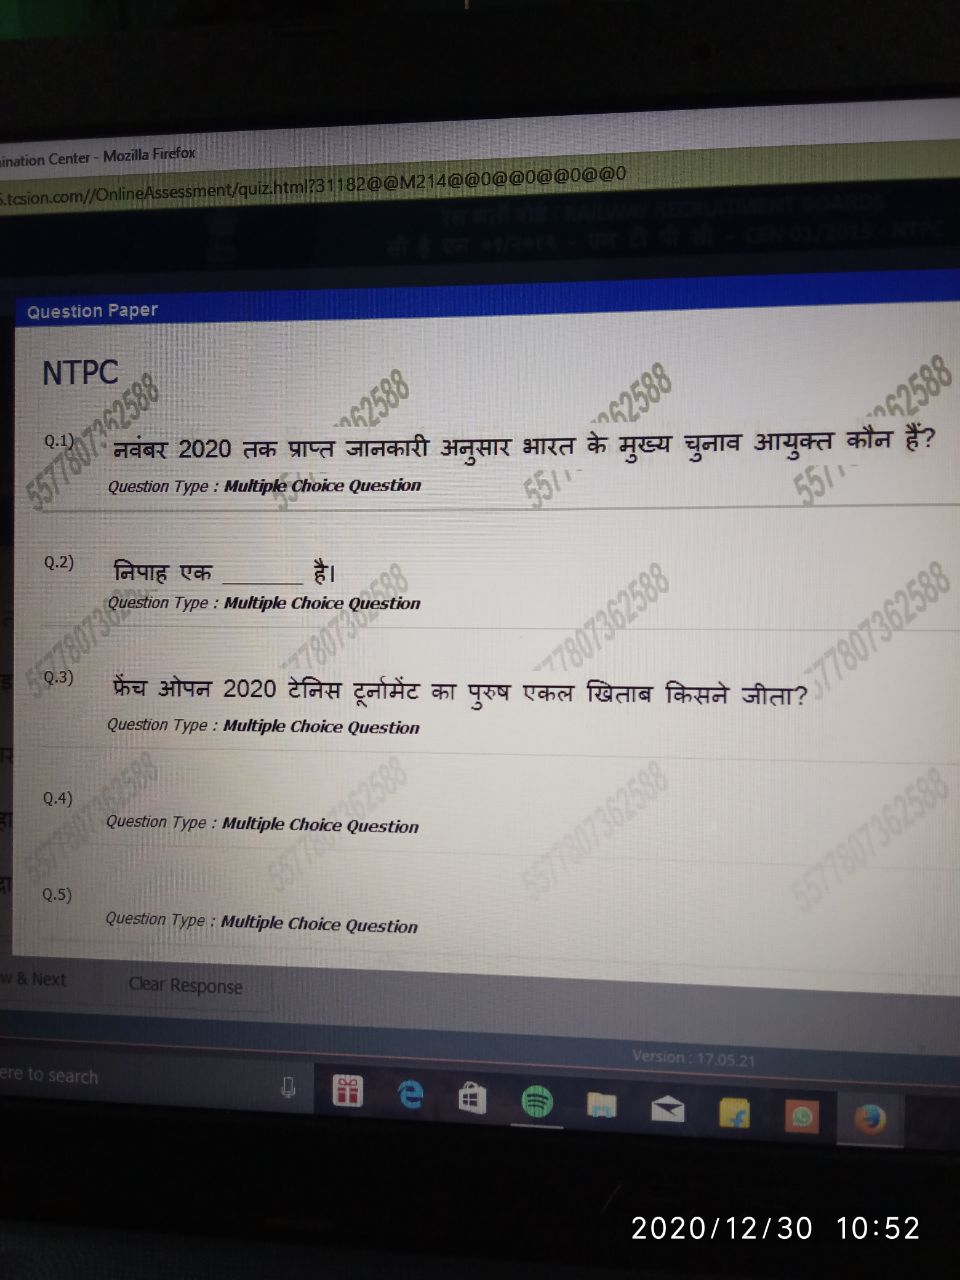 ination Center - Mozilla Firefox
.tcsion.com//OnlineAssessment/quiz.html?31182@@M214@@0@@0@@0@@0
Question Paper
NTPC
Q.1) नवंबर 2020 तक प्राप्त जानकारी अनुसार भारत के मुख्य चुनाव आयुक्त कौन हैं?
Question Type : Multiple Choice Question
Q.2) निपाह एक ________ है।
Question Type : Multiple Choice Question
Q.3) फ्रेंच ओपन 2020 टेनिस टूर्नामेंट का पुरुष एकल खिताब किसने जीता?
Question Type : Multiple Choice Question
Q.4)
Question Type : Multiple Choice Question
Q.5)
Question Type : Multiple Choice Question
5577807362588
w & Next Clear Response
Version : 17.05.21
ere to search
2020/12/30 10:52